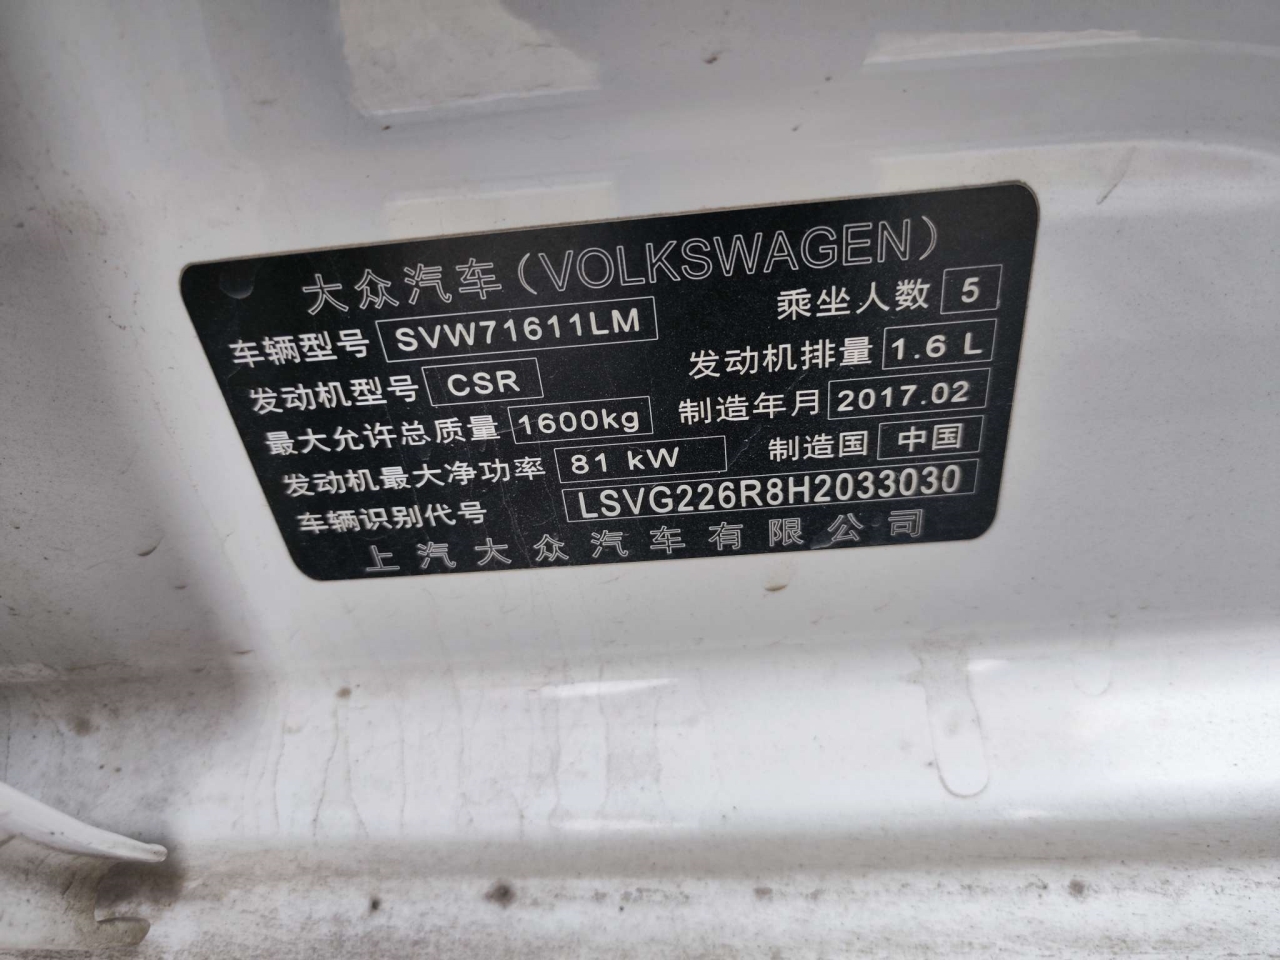 大众汽车(VOLKSWAGEN)
车辆型号 SVW71611LM 乘坐人数 5
发动机型号 CSR 发动机排量 1.6 L
最大允许总质量 1600kg 制造年月 2017.02
发动机最大净功率 81 kW 制造国 中国
车辆识别代号 LSVG226R8H2033030
上汽大众汽车有限公司